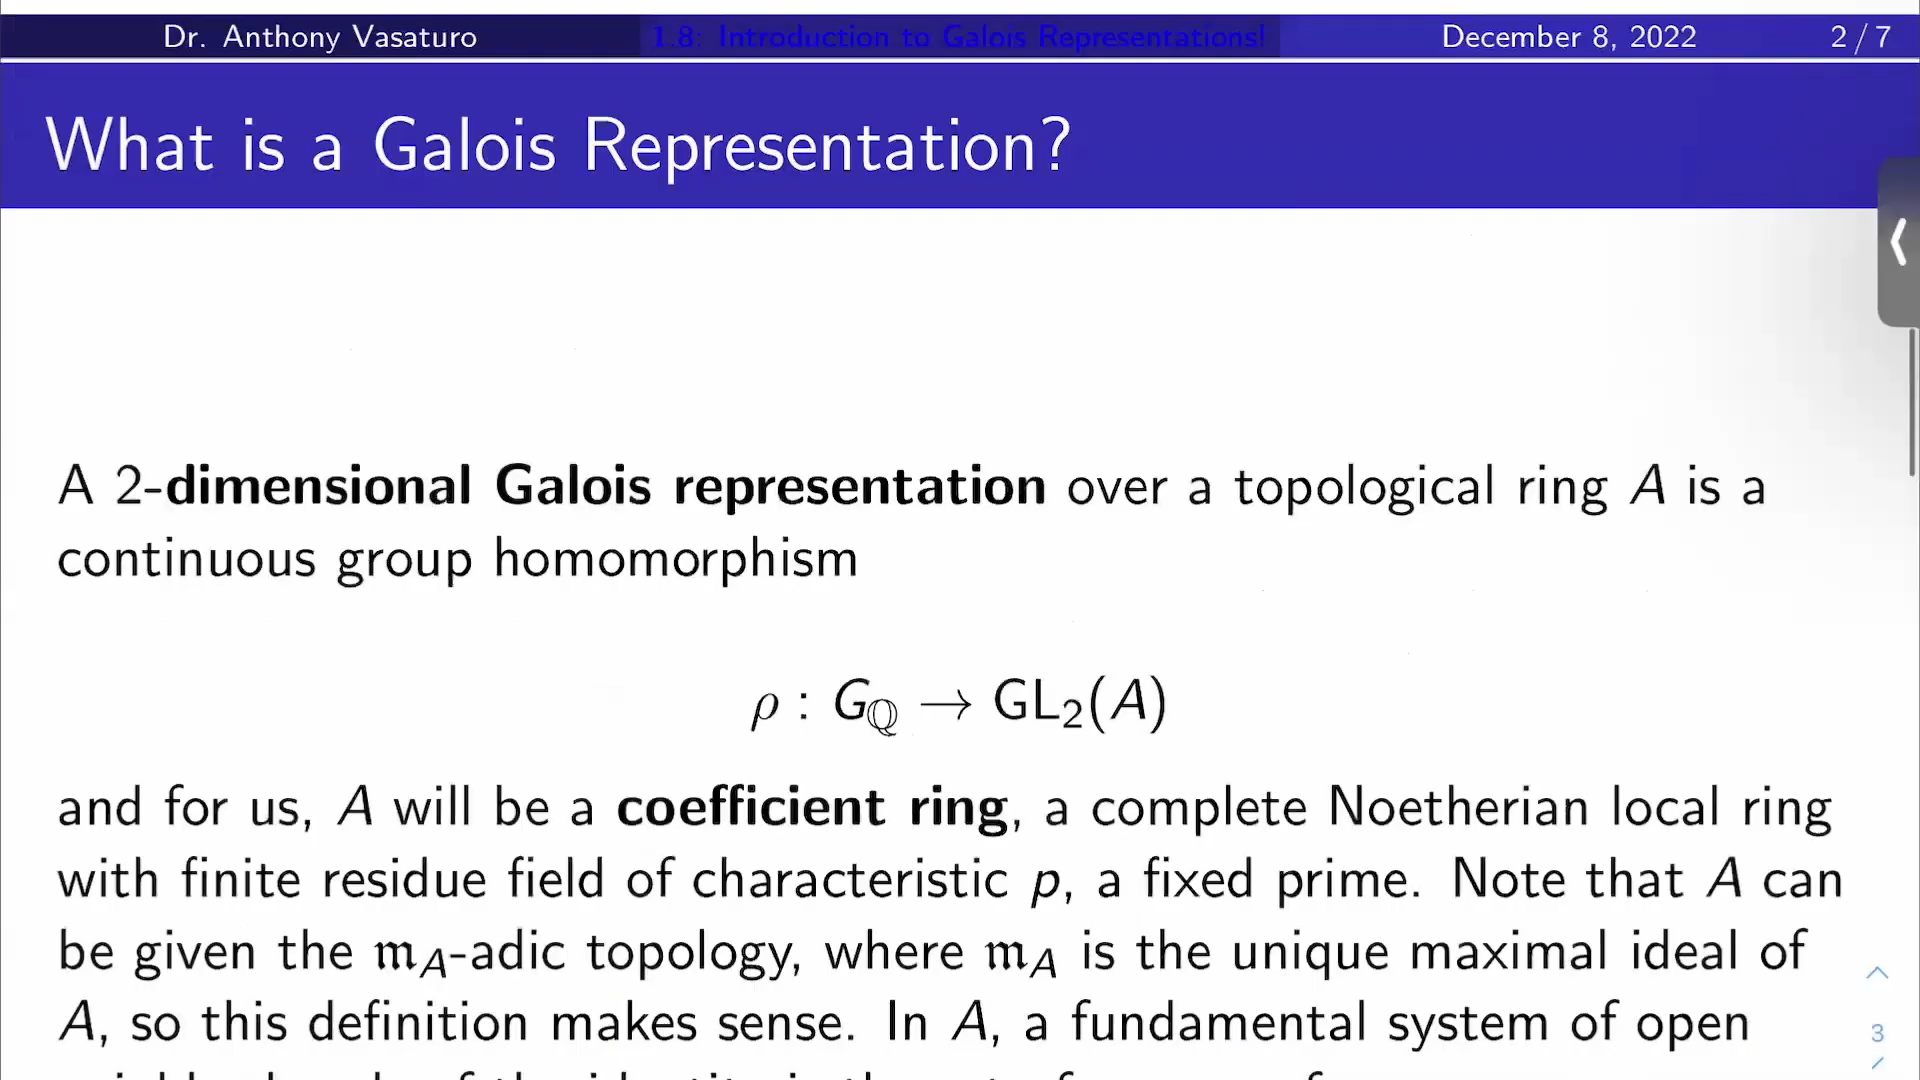 Dr. Anthony Vasaturo 1.8: Introduction to Galois Representations! December 8, 2022 2 / 7
What is a Galois Representation?
A 2-dimensional Galois representation over a topological ring A is a
continuous group homomorphism
ρ : G_ℚ → GL₂(A)
and for us, A will be a coefficient ring, a complete Noetherian local ring
with finite residue field of characteristic p, a fixed prime. Note that A can
be given the 𝔪_A-adic topology, where 𝔪_A is the unique maximal ideal of
A, so this definition makes sense. In A, a fundamental system of open
3